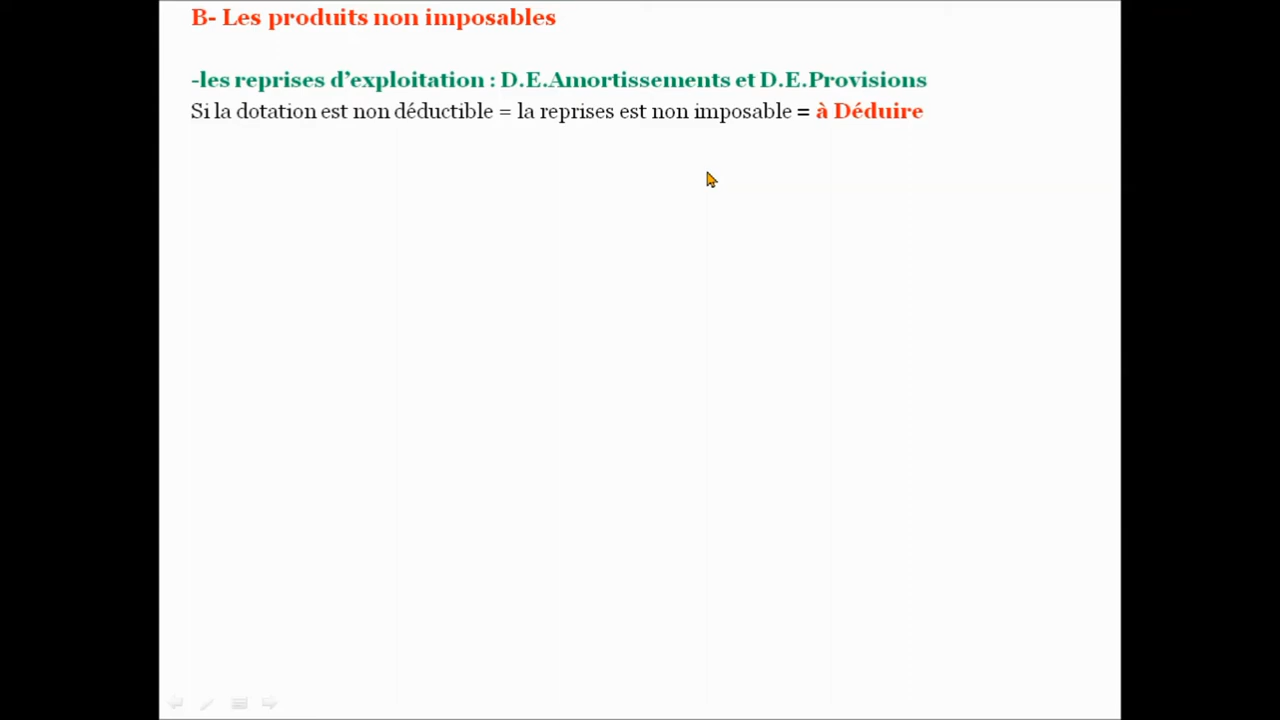 B- Les produits non imposables
-les reprises d’exploitation : D.E.Amortissements et D.E.Provisions
Si la dotation est non déductible = la reprises est non imposable = à Déduire